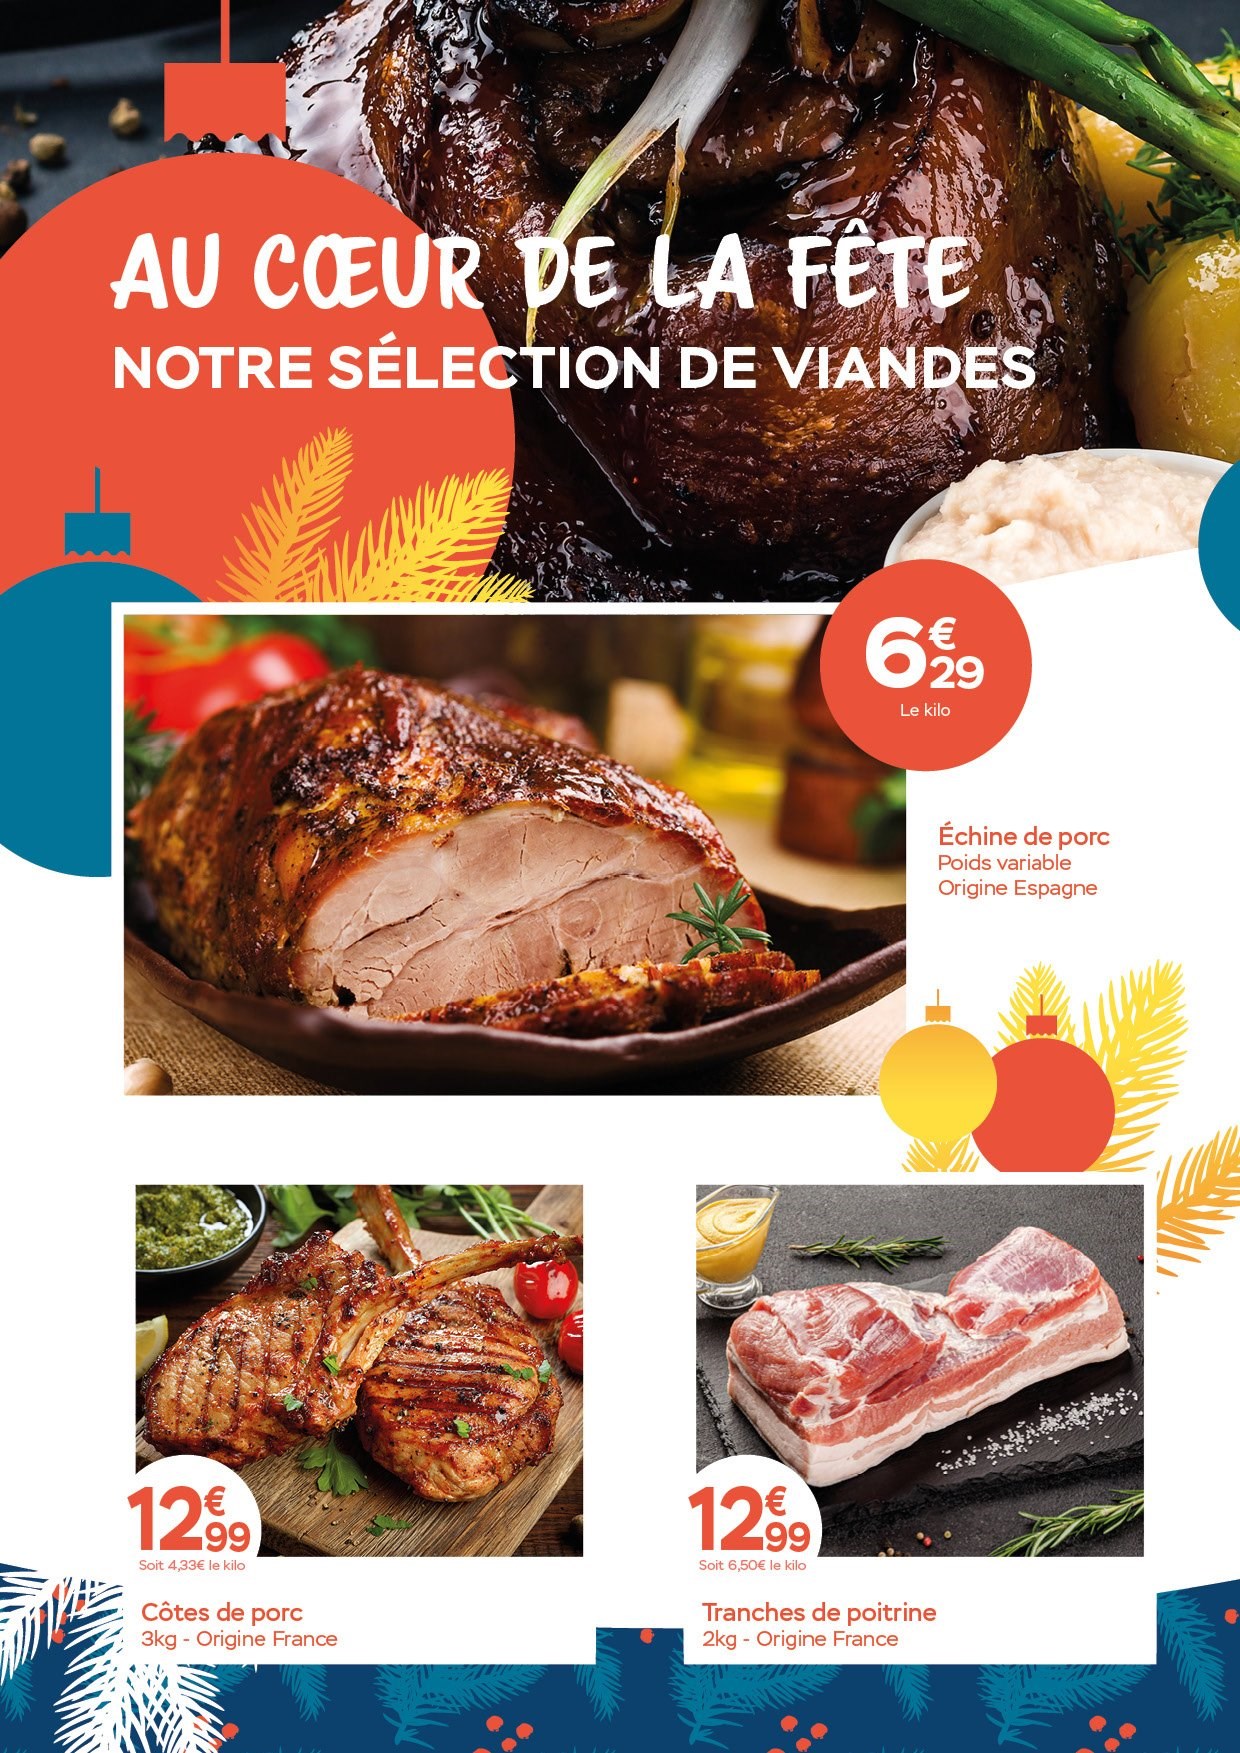 AU CŒUR DE LA FÊTE
NOTRE SÉLECTION DE VIANDES
6€29
Le kilo
Échine de porc
Poids variable
Origine Espagne
12€99
Soit 4,33€ le kilo
Côtes de porc
3kg - Origine France
12€99
Soit 6,50€ le kilo
Tranches de poitrine
2kg - Origine France